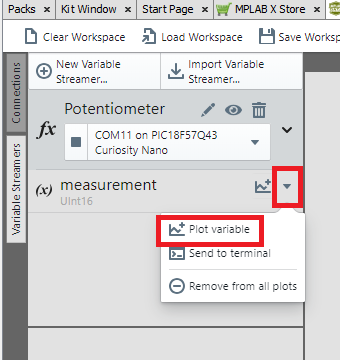 Packs
Kit Window
Start Page
MPLAB X Store
Clear Workspace
Load Workspace
Save Worksp
Connections
Variable Streamers
New Variable
Streamer...
Import Variable
Streamer...
fx
Potentiometer
COM11 on PIC18F57Q43
Curiosity Nano
(x)
measurement
UInt16
Plot variable
Send to terminal
Remove from all plots